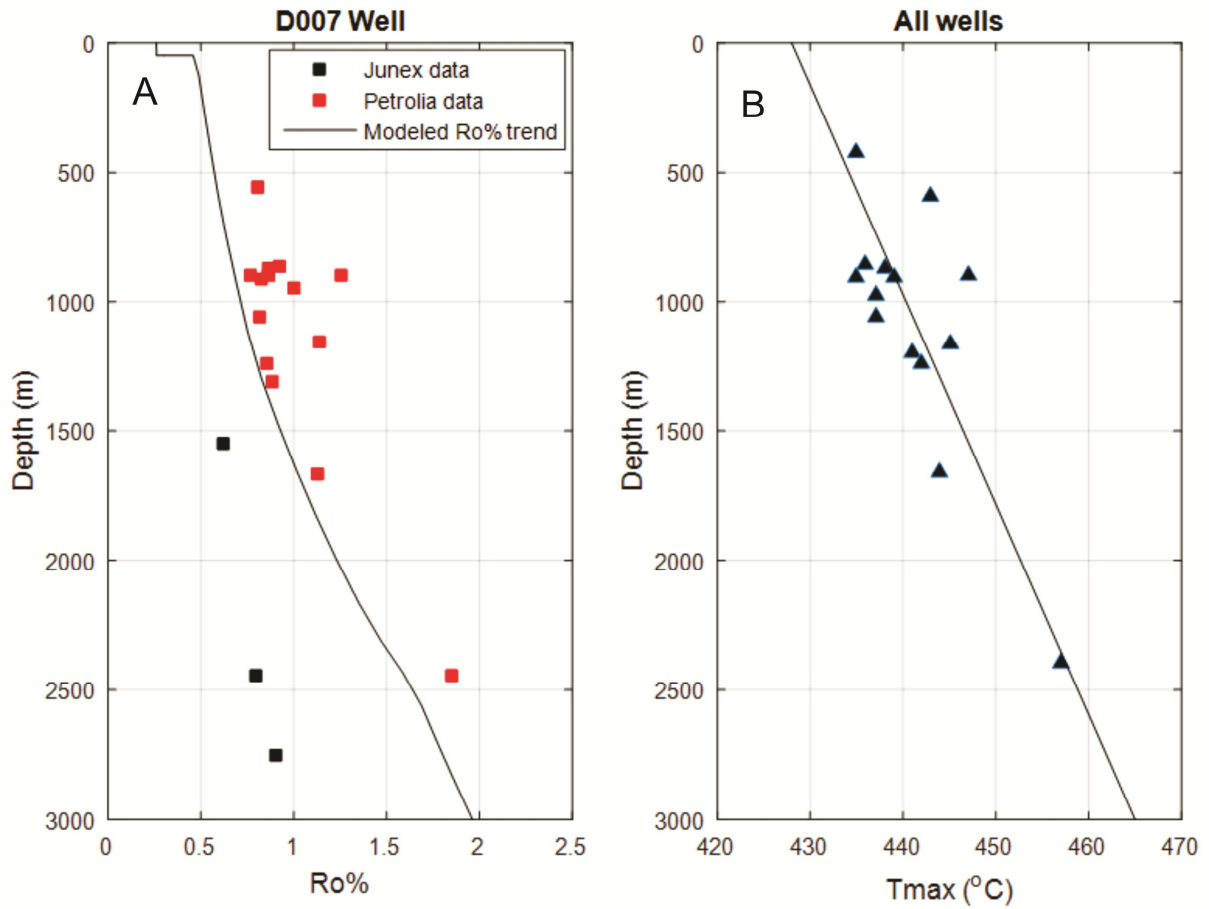 D007 Well
A
Junex data
Petrolia data
Modeled Ro% trend
0
500
1000
1500
2000
2500
3000
Depth (m)
0
0.5
1
1.5
2
2.5
Ro%
All wells
B
0
500
1000
1500
2000
2500
3000
Depth (m)
420
430
440
450
460
470
Tmax (°C)